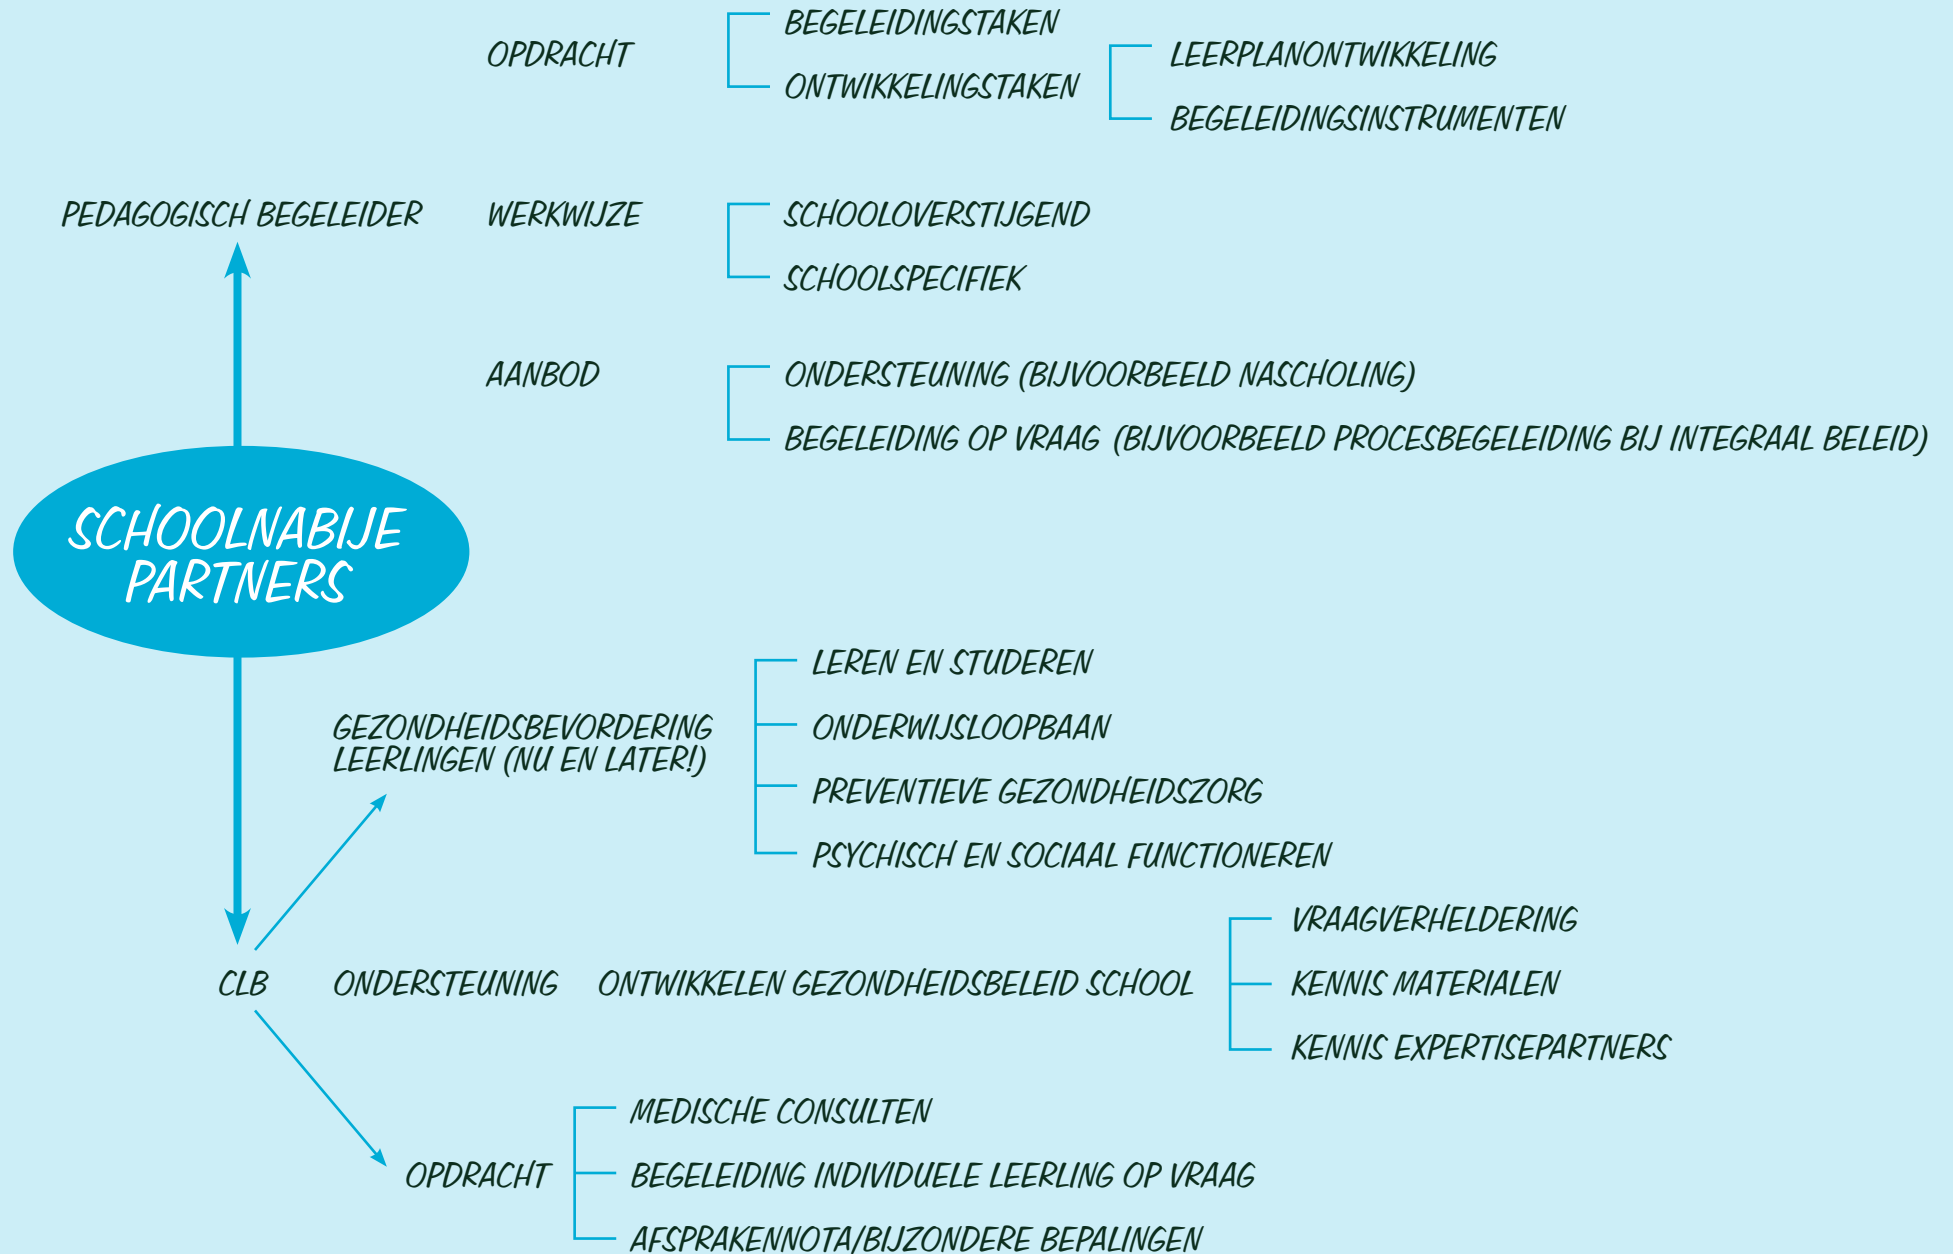 OPDRACHT
BEGELEIDINGSTAKEN
ONTWIKKELINGSTAKEN
LEERPLANONTWIKKELING
BEGELEIDINGSINSTRUMENTEN
PEDAGOGISCH BEGELEIDER
WERKWIJZE
SCHOOLOVERSTIJGEND
SCHOOLSPECIFIEK
AANBOD
ONDERSTEUNING (BIJVOORBEELD NASCHOLING)
BEGELEIDING OP VRAAG (BIJVOORBEELD PROCESBEGELEIDING BIJ INTEGRAAL BELEID)
SCHOOLNABIJE
PARTNERS
GEZONDHEIDSBEVORDERING
LEERLINGEN (NU EN LATER!)
LEREN EN STUDEREN
ONDERWIJSLOOPBAAN
PREVENTIEVE GEZONDHEIDSZORG
PSYCHISCH EN SOCIAAL FUNCTIONEREN
CLB
ONDERSTEUNING
ONTWIKKELEN GEZONDHEIDSBELEID SCHOOL
VRAAGVERHELDERING
KENNIS MATERIALEN
KENNIS EXPERTISEPARTNERS
OPDRACHT
MEDISCHE CONSULTEN
BEGELEIDING INDIVIDUELE LEERLING OP VRAAG
AFSPRAKENNOTA/BIJZONDERE BEPALINGEN